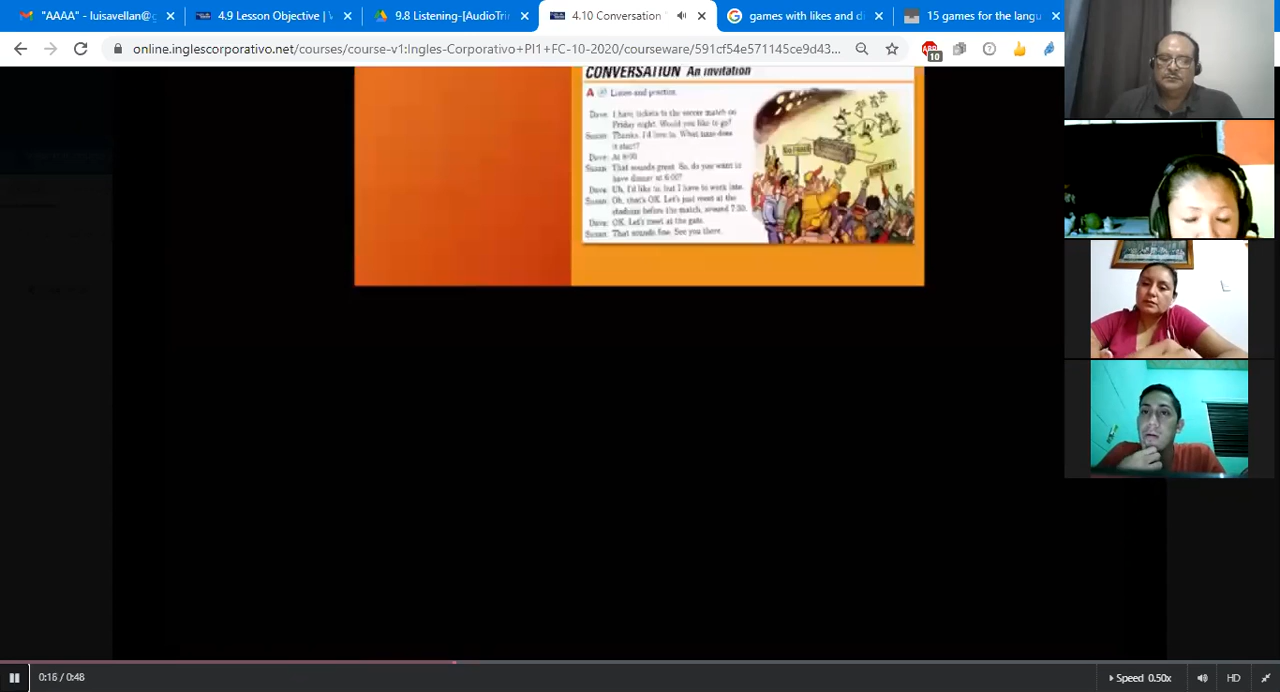 "AAAA" - luisavellan@g
4.9 Lesson Objective | V
9.8 Listening-[AudioTrin
4.10 Conversation
games with likes and di
15 games for the langu
online.inglescorporativo.net/courses/course-v1:Ingles-Corporativo+PI1+FC-10-2020/courseware/591cf54e571145ce9d43...
10
CONVERSATION An invitation
A Listen and practice.
Dave: I have tickets to the soccer match on
Friday night. Would you like to go?
Susan: Thanks. I'd love to. What time does
it start?
Dave: At 8:00.
Susan: That sounds great. So, do you want to
have dinner at 6:00?
Dave: Uh, I'd like to, but I have to work late.
Susan: Oh, that's OK. Let's just meet at the
stadium before the match, around 7:30.
Dave: OK. Let's meet at the gate.
Susan: That sounds fine. See you there.
0:16 / 0:48
Speed 0.50x
HD